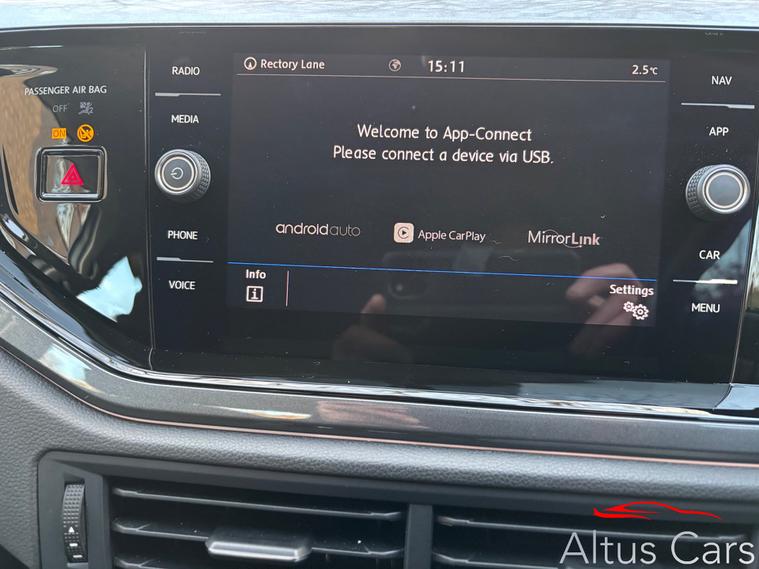 Rectory Lane 15:11 2.5°C
RADIO
NAV
PASSENGER AIR BAG
OFF
ON
MEDIA
APP
Welcome to App-Connect
Please connect a device via USB.
androidauto
Apple CarPlay
MirrorLink
PHONE
CAR
VOICE
Info
Settings
MENU
Altus Cars